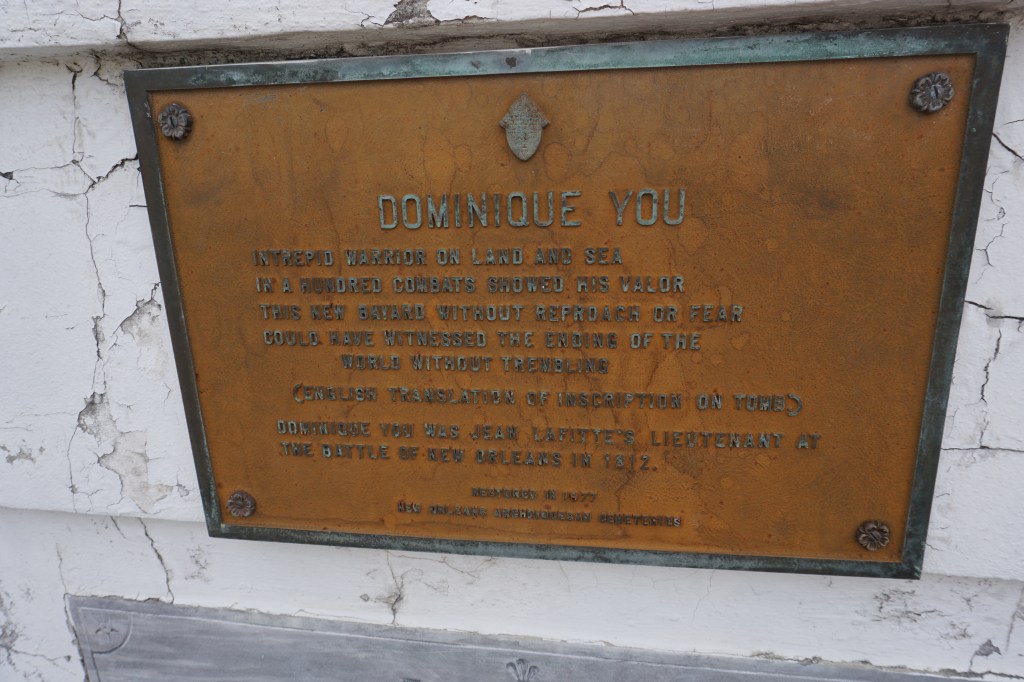 DOMINIQUE YOU
INTREPID WARRIOR ON LAND AND SEA
IN A HUNDRED COMBATS SHOWED HIS VALOR
THIS NEW BAYARD WITHOUT REPROACH OR FEAR
COULD HAVE WITNESSED THE ENDING OF THE
WORLD WITHOUT TREMBLING
(ENGLISH TRANSLATION OF INSCRIPTION ON TOMB)
DOMINIQUE YOU WAS JEAN LAFITTE'S LIEUTENANT AT
THE BATTLE OF NEW ORLEANS IN 1812.
RESTORED IN 1977
NEW ORLEANS ARCHDIOCESAN CEMETERIES